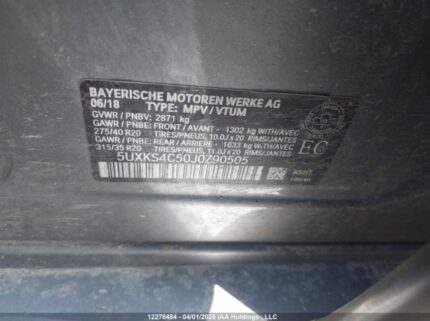 BAYERISCHE MOTOREN WERKE AG
06/18 TYPE: MPV / VTUM
GVWR / PNBV: 2871 kg
GAWR / PNBE: FRONT / AVANT - 1302 kg WITH/AVEC
275/40 R20 TIRES/PNEUS, 10.0J x 20 RIMS/JANTES
GAWR / PNBE: REAR / ARRIERE - 1633 kg WITH/AVEC
315/35 R20 TIRES/PNEUS, 11.0J x 20 RIMS/JANTES
5UXKS4C50J0Z90505
EC
12276484 - 04/01/2025 IAA Holdings, LLC